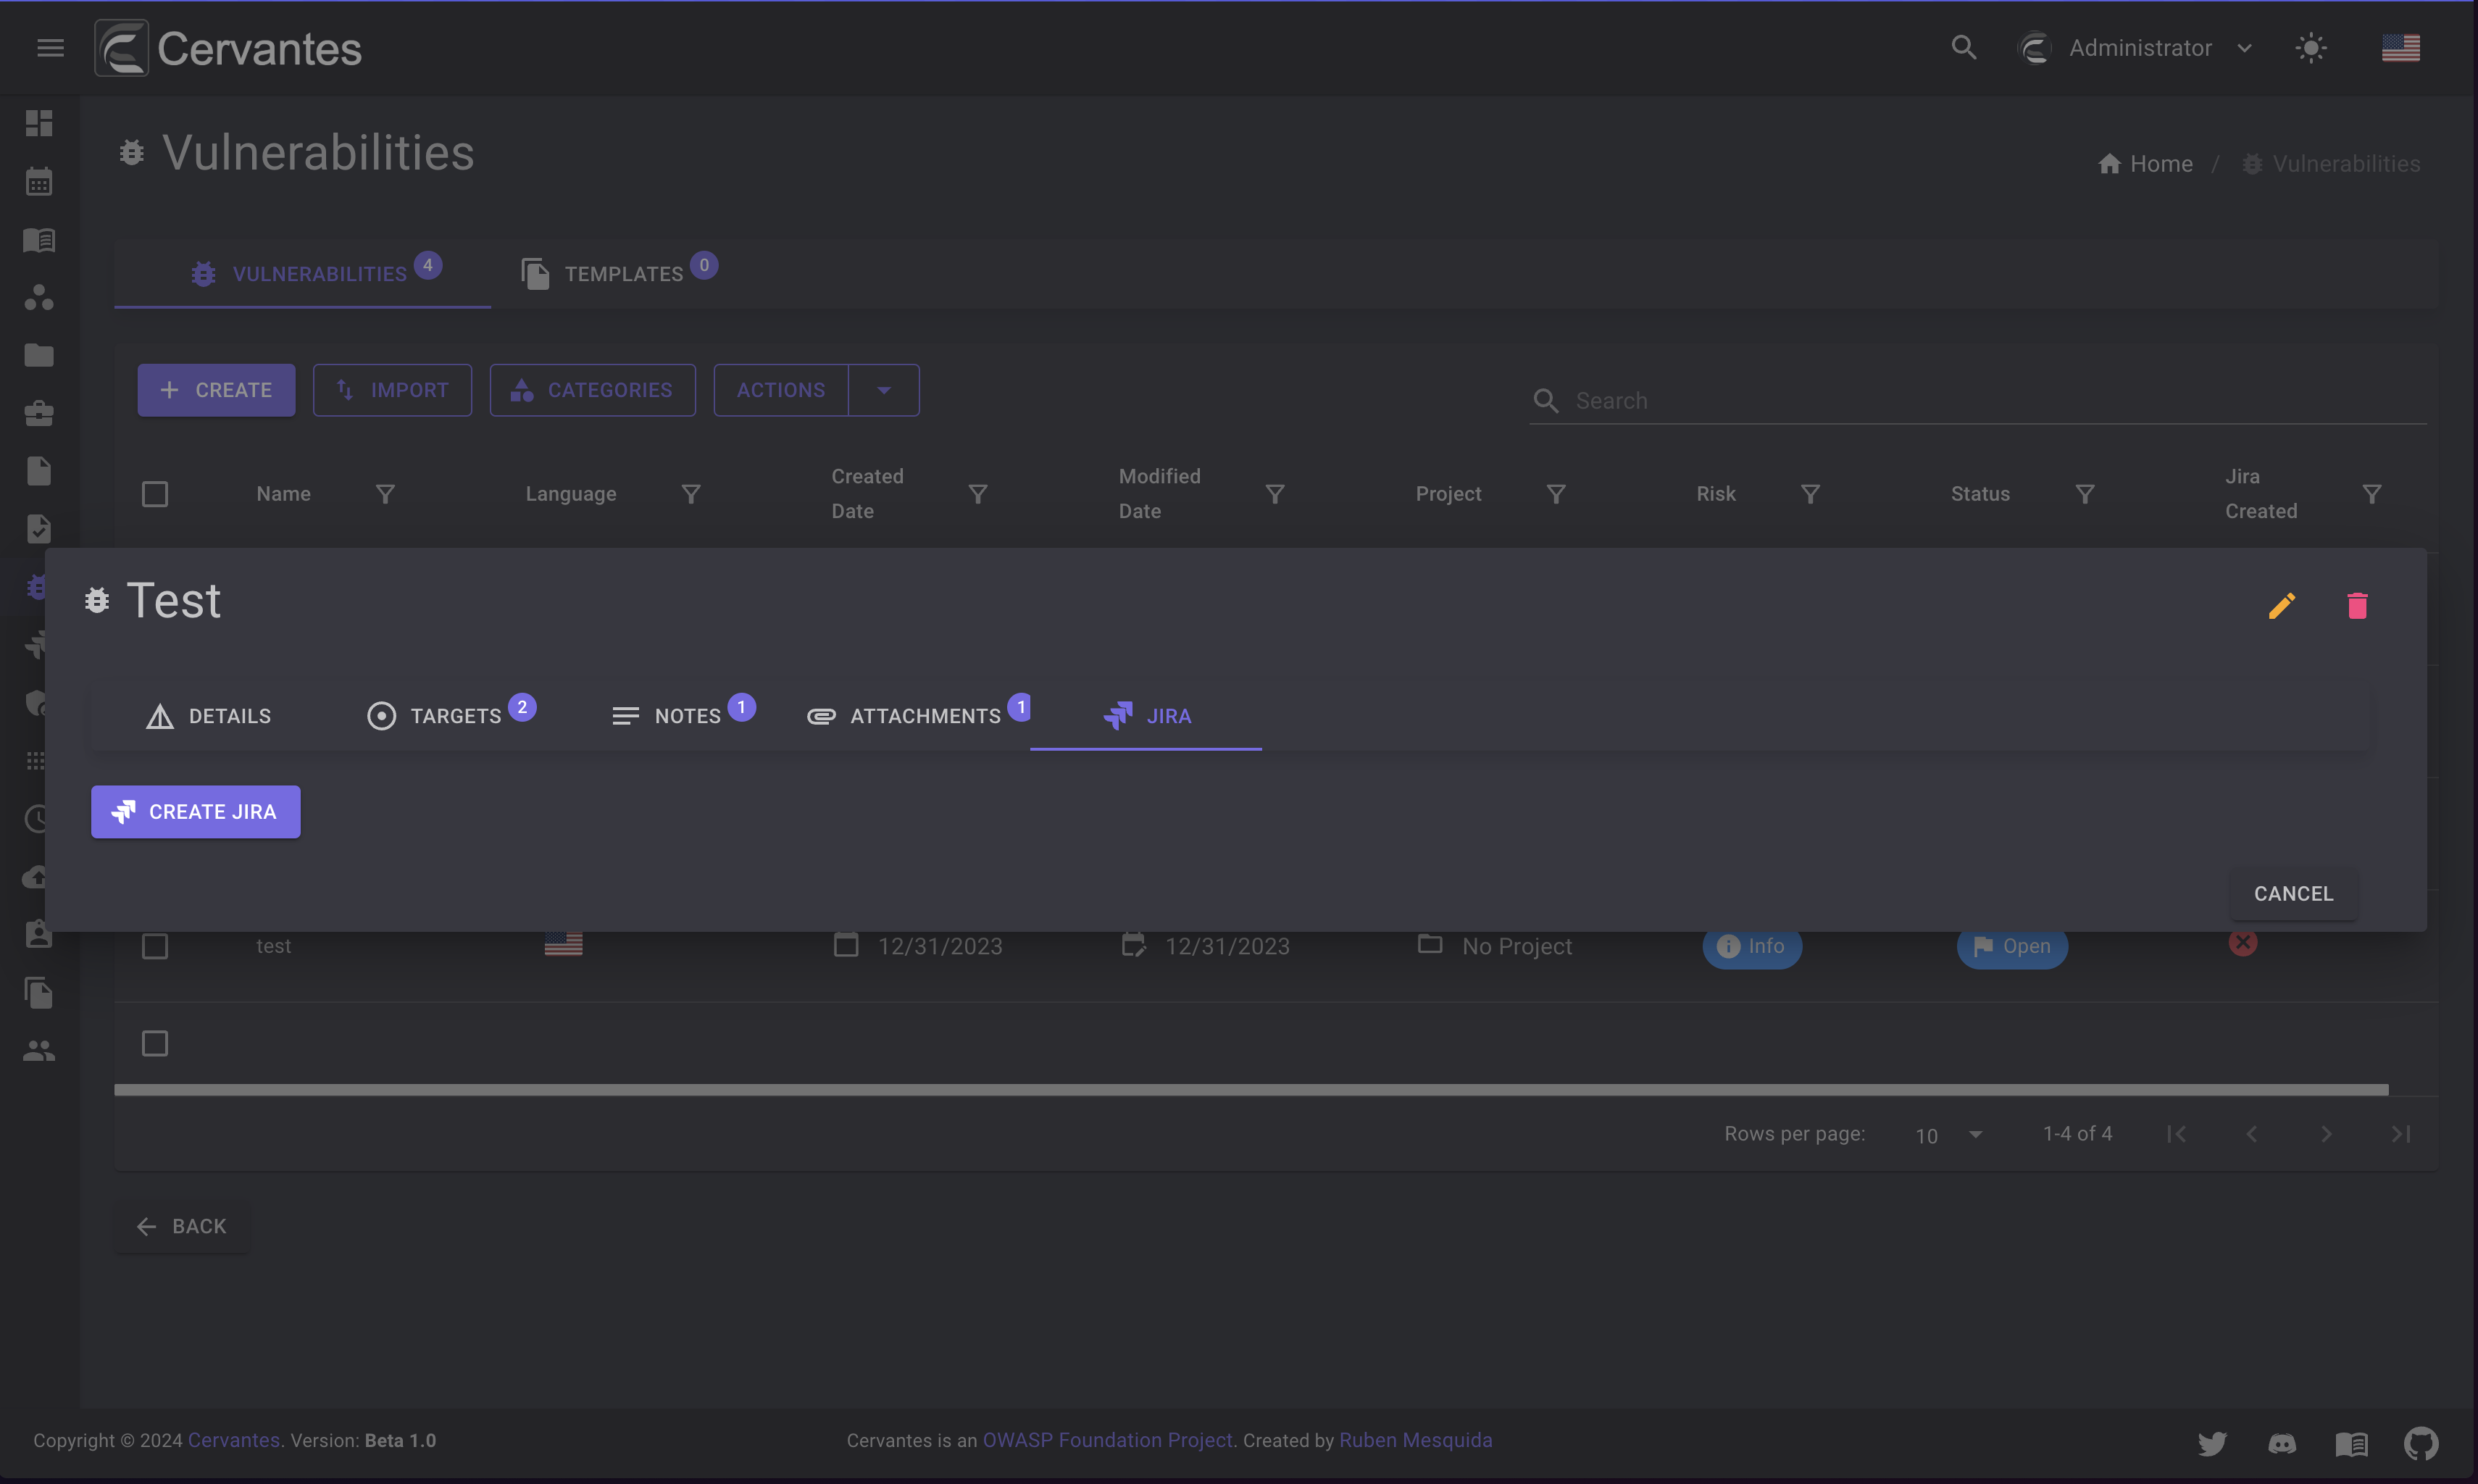 Cervantes
Administrator
Vulnerabilities
Home / Vulnerabilities
VULNERABILITIES 4
TEMPLATES 0
CREATE
IMPORT
CATEGORIES
ACTIONS
Search
Name
Language
Created Date
Modified Date
Project
Risk
Status
Jira Created
Test
DETAILS
TARGETS 2
NOTES 1
ATTACHMENTS 1
JIRA
CREATE JIRA
CANCEL
test
12/31/2023
12/31/2023
No Project
Info
Open
Rows per page: 10 1-4 of 4
BACK
Copyright © 2024 Cervantes. Version: Beta 1.0
Cervantes is an OWASP Foundation Project. Created by Ruben Mesquida